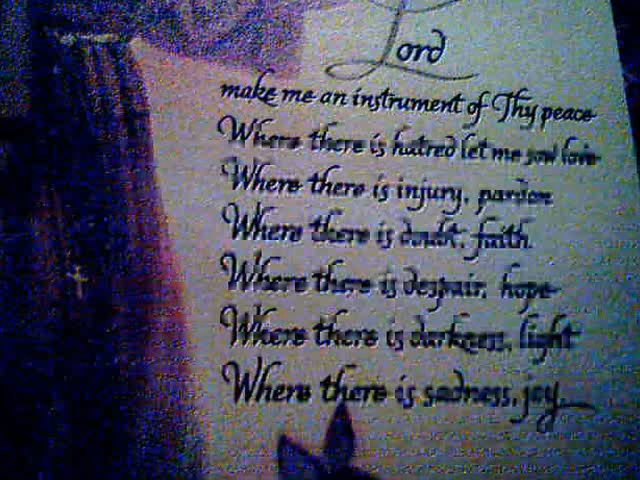 Lord
make me an instrument of Thy peace
Where there is hatred let me sow love
Where there is injury, pardon
Where there is doubt, faith.
Where there is despair, hope
Where there is darkness, light
Where there is sadness, joy